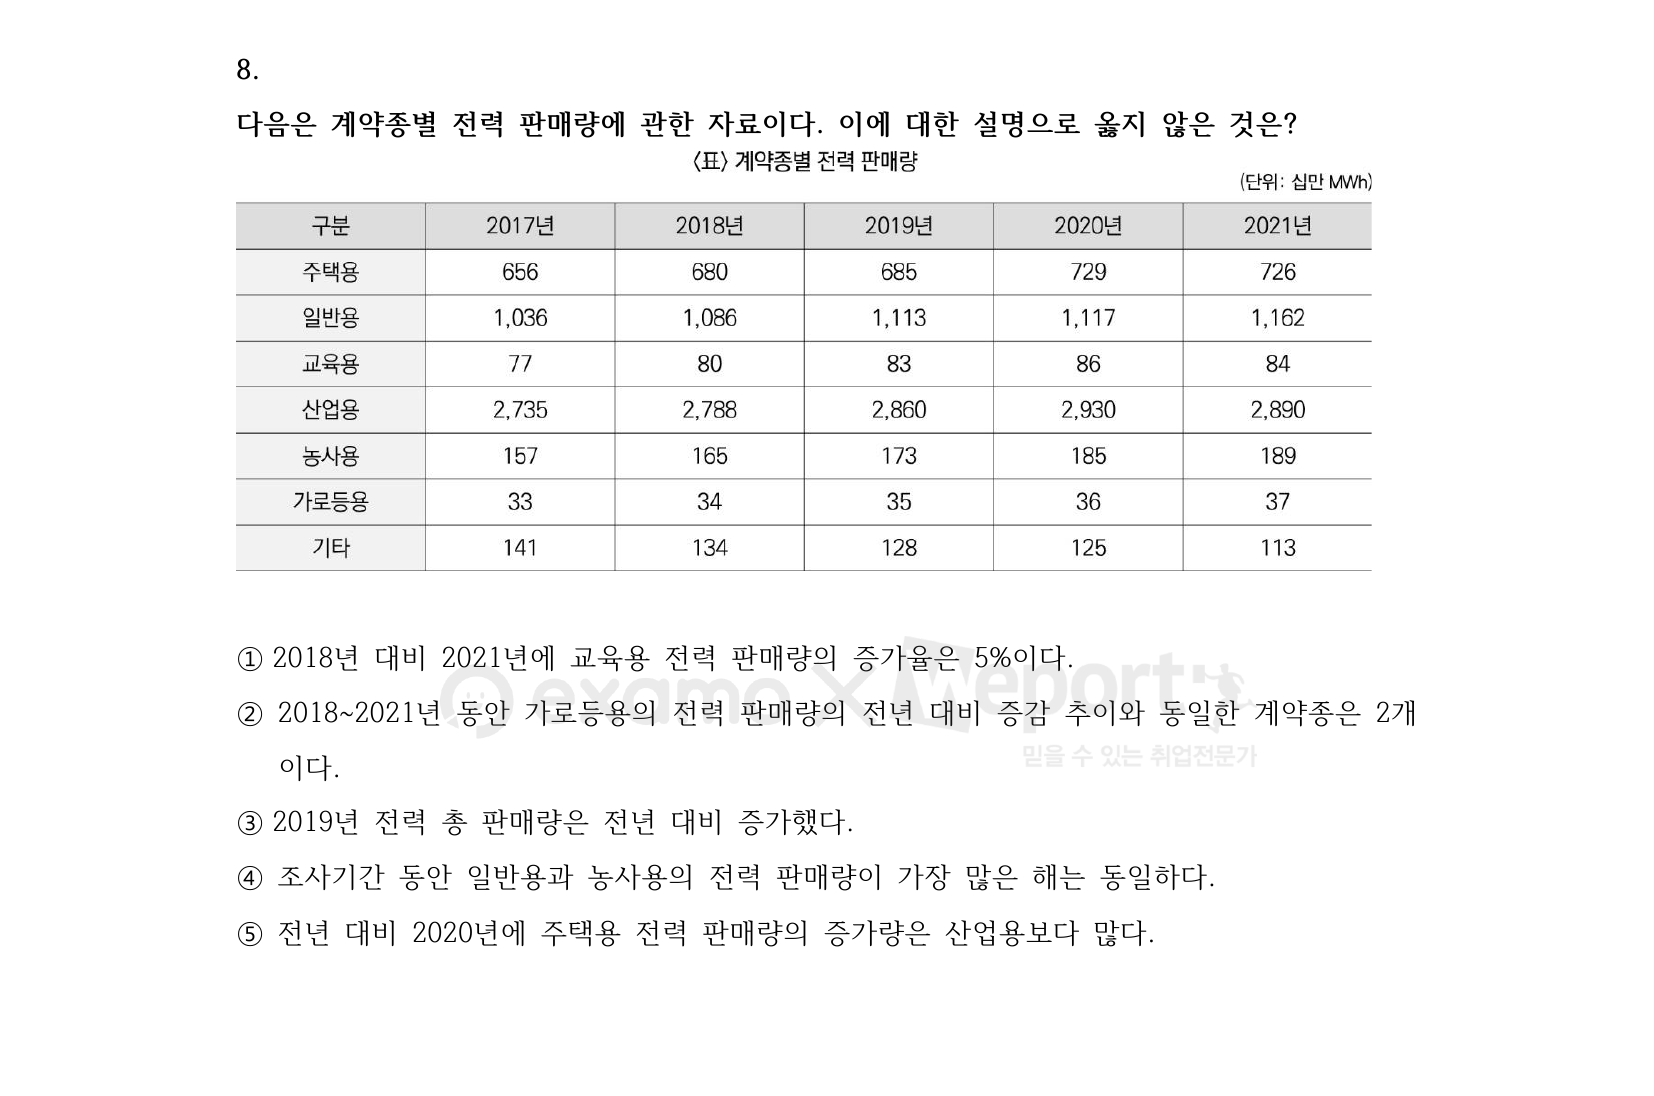 8.
다음은 계약종별 전력 판매량에 관한 자료이다. 이에 대한 설명으로 옳지 않은 것은?
〈표〉 계약종별 전력 판매량
(단위: 십만 MWh)
구분 2017년 2018년 2019년 2020년 2021년
주택용 656 680 685 729 726
일반용 1,036 1,086 1,113 1,117 1,162
교육용 77 80 83 86 84
산업용 2,735 2,788 2,860 2,930 2,890
농사용 157 165 173 185 189
가로등용 33 34 35 36 37
기타 141 134 128 125 113
① 2018년 대비 2021년에 교육용 전력 판매량의 증가율은 5%이다.
examo × Weport
② 2018~2021년 동안 가로등용의 전력 판매량의 전년 대비 증감 추이와 동일한 계약종은 2개
믿을 수 있는 취업전문가
이다.
③ 2019년 전력 총 판매량은 전년 대비 증가했다.
④ 조사기간 동안 일반용과 농사용의 전력 판매량이 가장 많은 해는 동일하다.
⑤ 전년 대비 2020년에 주택용 전력 판매량의 증가량은 산업용보다 많다.